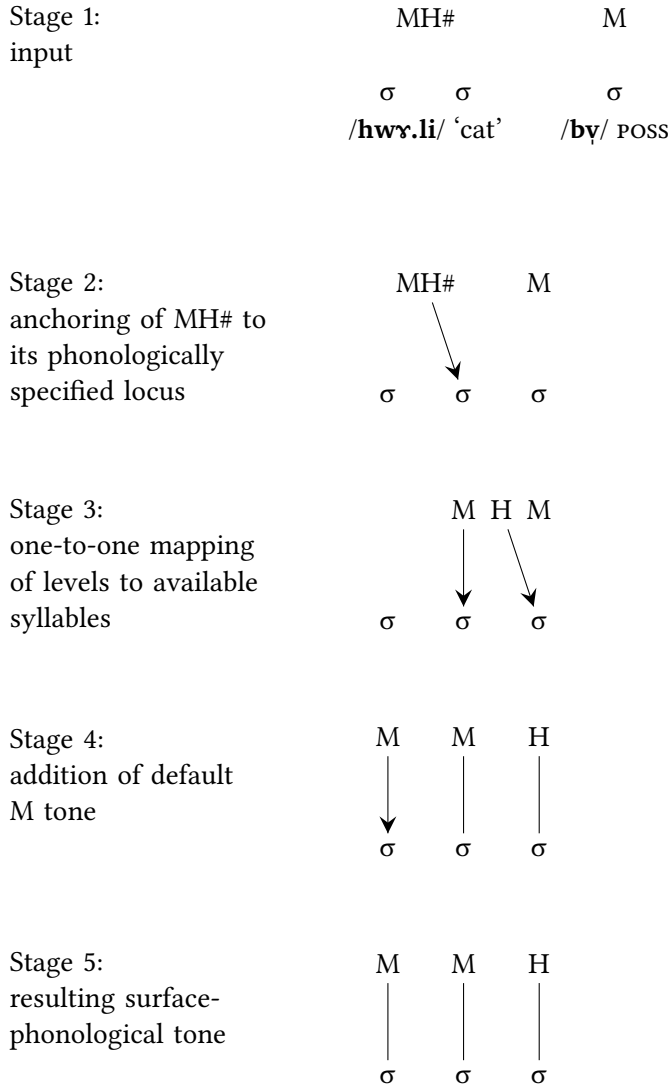 Stage 1: MH# M
input
σ σ σ
/hwɤ.li/ ‘cat’ /bv̩/ POSS
Stage 2: MH# M
anchoring of MH# to
its phonologically
specified locus σ σ σ
Stage 3: M H M
one-to-one mapping
of levels to available
syllables σ σ σ
Stage 4: M M H
addition of default
M tone
σ σ σ
Stage 5: M M H
resulting surface-
phonological tone
σ σ σ